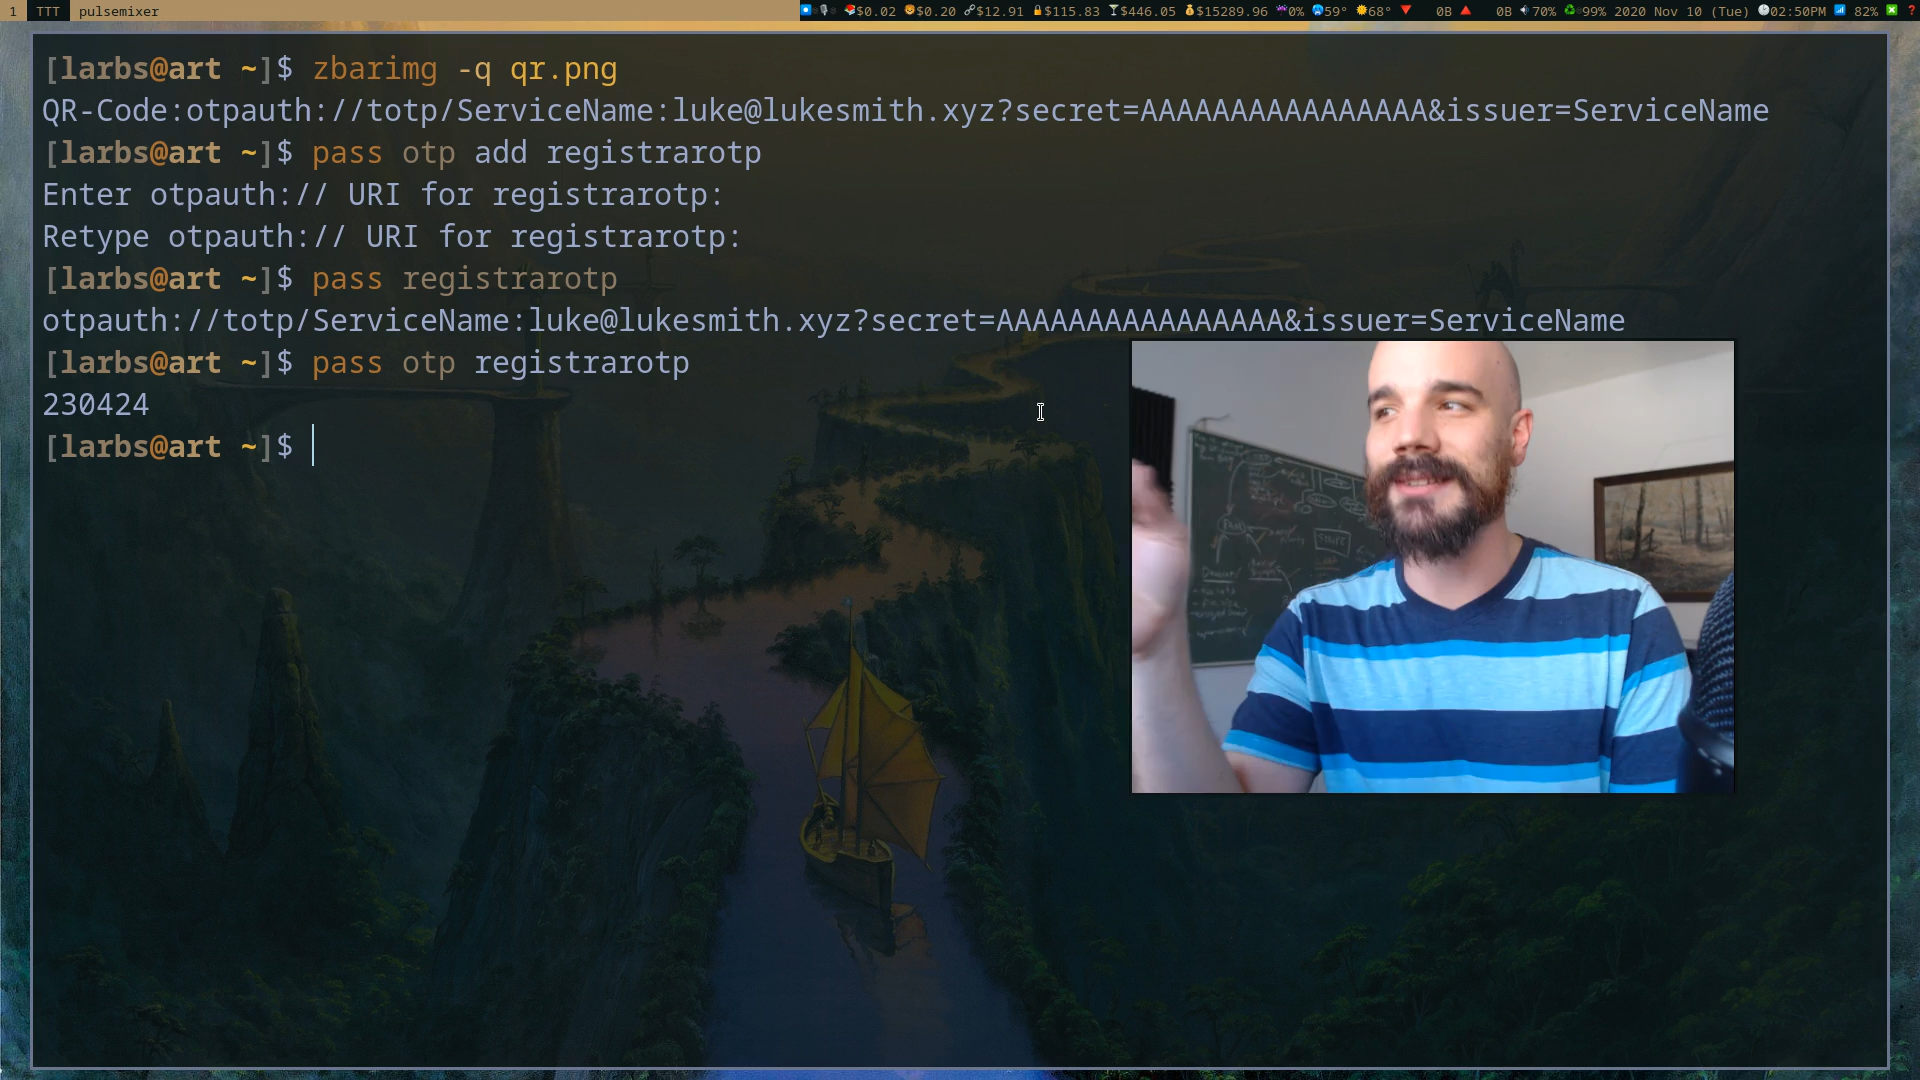 1 TTT pulsemixer $0.02 $0.20 $12.91 $115.83 $446.05 $15289.96 0% 59° 68° 0B 0B 70% 99% 2020 Nov 10 (Tue) 02:50PM 82% ?
[larbs@art ~]$ zbarimg -q qr.png
QR-Code:otpauth://totp/ServiceName:luke@lukesmith.xyz?secret=AAAAAAAAAAAAAAAA&issuer=ServiceName
[larbs@art ~]$ pass otp add registrarotp
Enter otpauth:// URI for registrarotp:
Retype otpauth:// URI for registrarotp:
[larbs@art ~]$ pass registrarotp
otpauth://totp/ServiceName:luke@lukesmith.xyz?secret=AAAAAAAAAAAAAAAA&issuer=ServiceName
[larbs@art ~]$ pass otp registrarotp
230424
[larbs@art ~]$